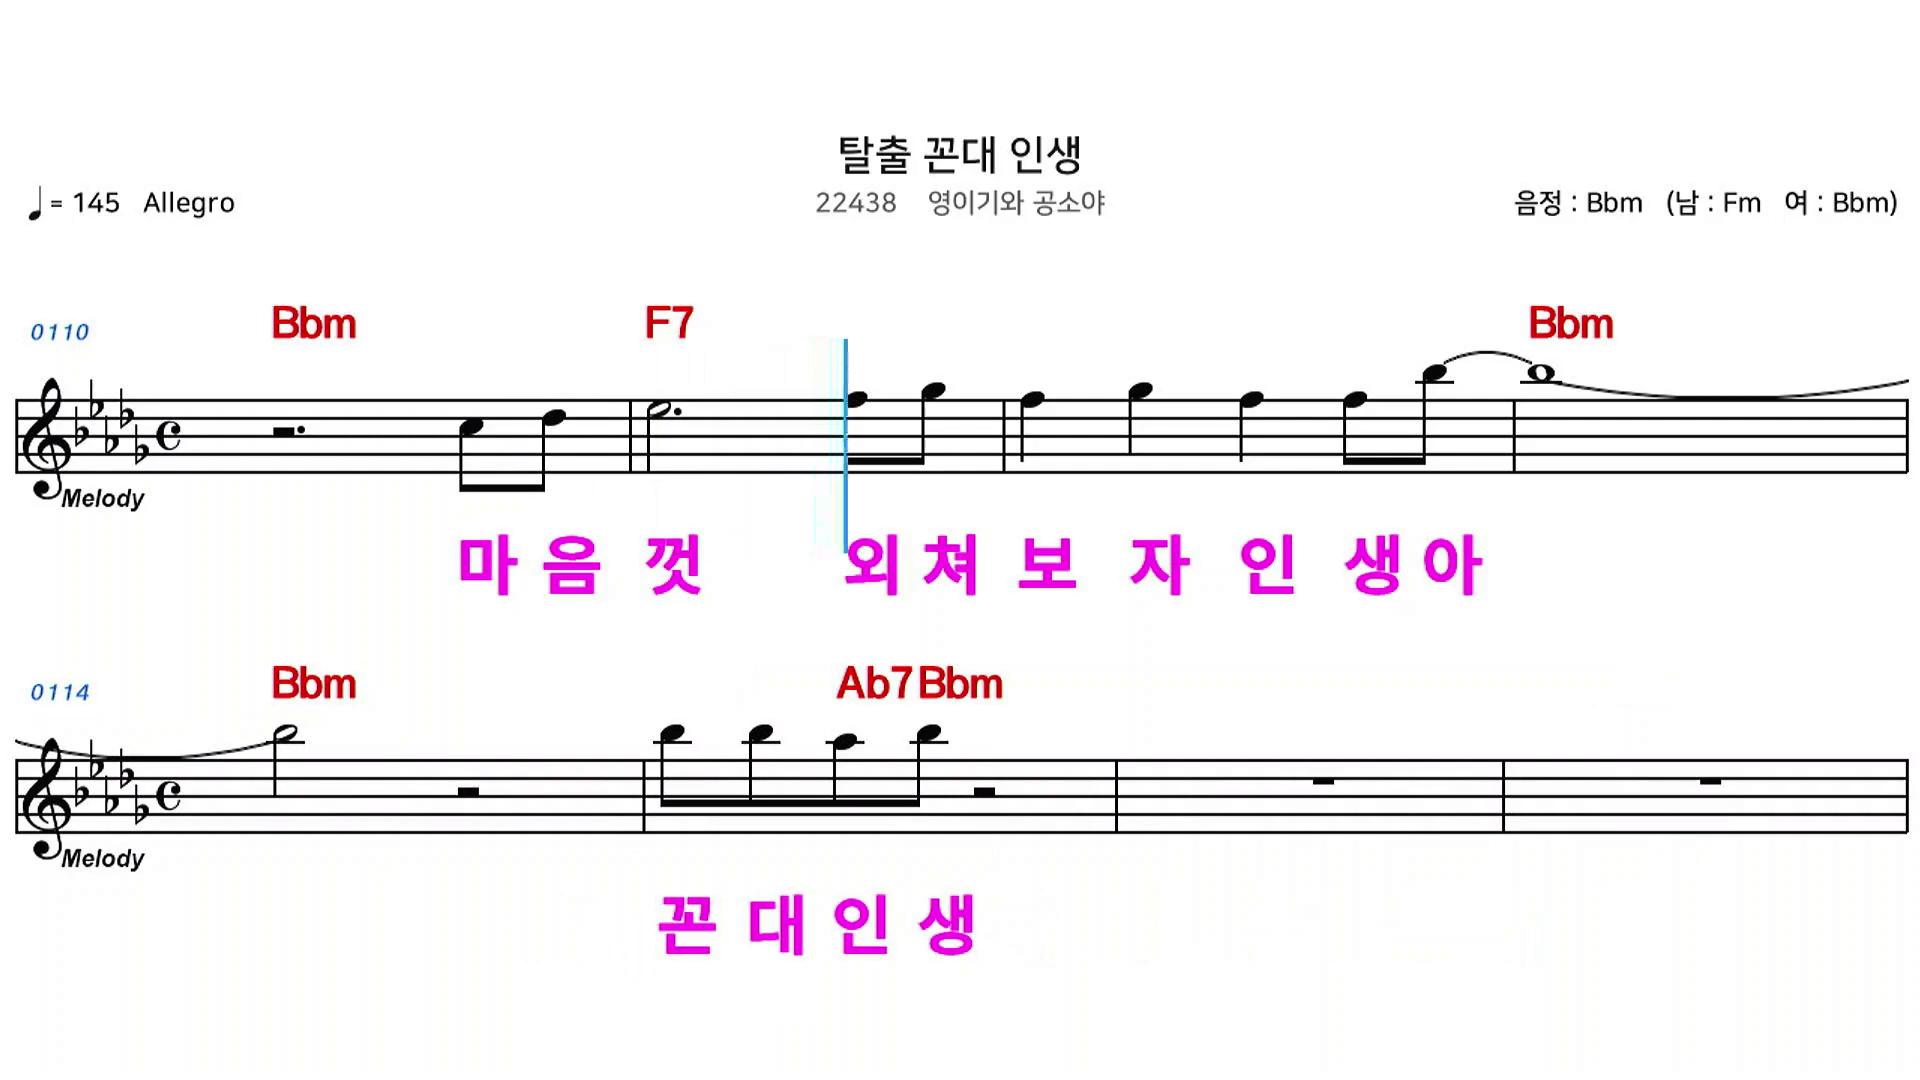 탈출 꼰대 인생
♩= 145 Allegro 22438 영이기와 공소야 음정 : Bbm (남 : Fm 여 : Bbm)
0110 Bbm F7 Bbm
Melody
마 음 껏 외 쳐 보 자 인 생 아
0114 Bbm Ab7 Bbm
Melody
꼰 대 인 생